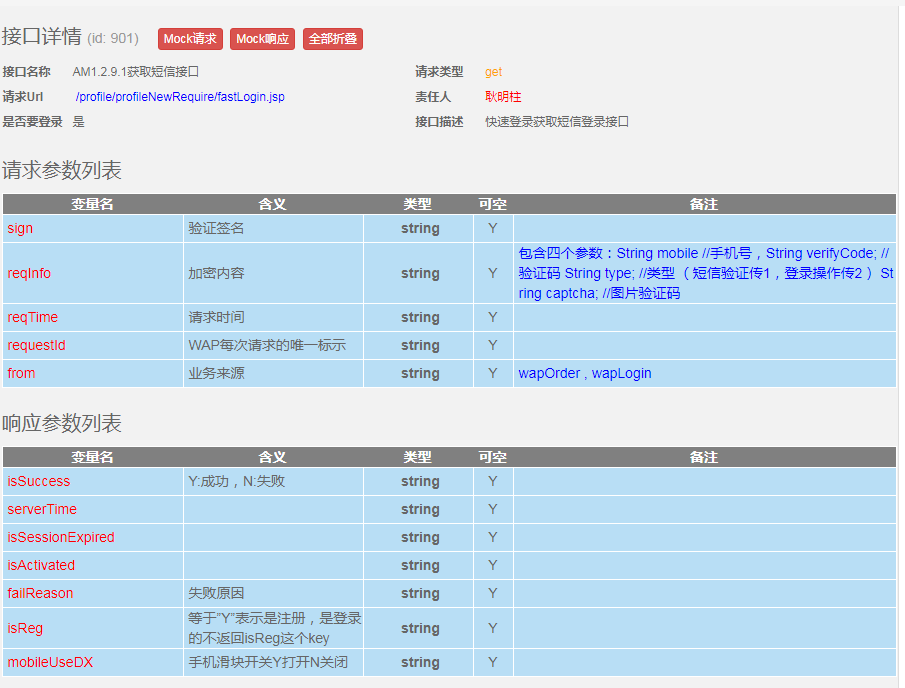 接口详情 (id: 901) Mock请求 Mock响应 全部折叠
接口名称 AM1.2.9.1获取短信接口 请求类型 get
请求Url /profile/profileNewRequire/fastLogin.jsp 责任人 耿明柱
是否要登录 是 接口描述 快速登录获取短信登录接口
请求参数列表
变量名 含义 类型 可空 备注
sign 验证签名 string Y
reqInfo 加密内容 string Y 包含四个参数：String mobile //手机号，String verifyCode; //
验证码 String type; //类型（短信验证传1，登录操作传2 ） St
ring captcha; //图片验证码
reqTime 请求时间 string Y
requestId WAP每次请求的唯一标示 string Y
from 业务来源 string Y wapOrder , wapLogin
响应参数列表
变量名 含义 类型 可空 备注
isSuccess Y:成功，N:失败 string Y
serverTime string Y
isSessionExpired string Y
isActivated string Y
failReason 失败原因 string Y
isReg 等于”Y”表示是注册，是登录 string Y
的不返回isReg这个key
mobileUseDX 手机滑块开关Y打开N关闭 string Y